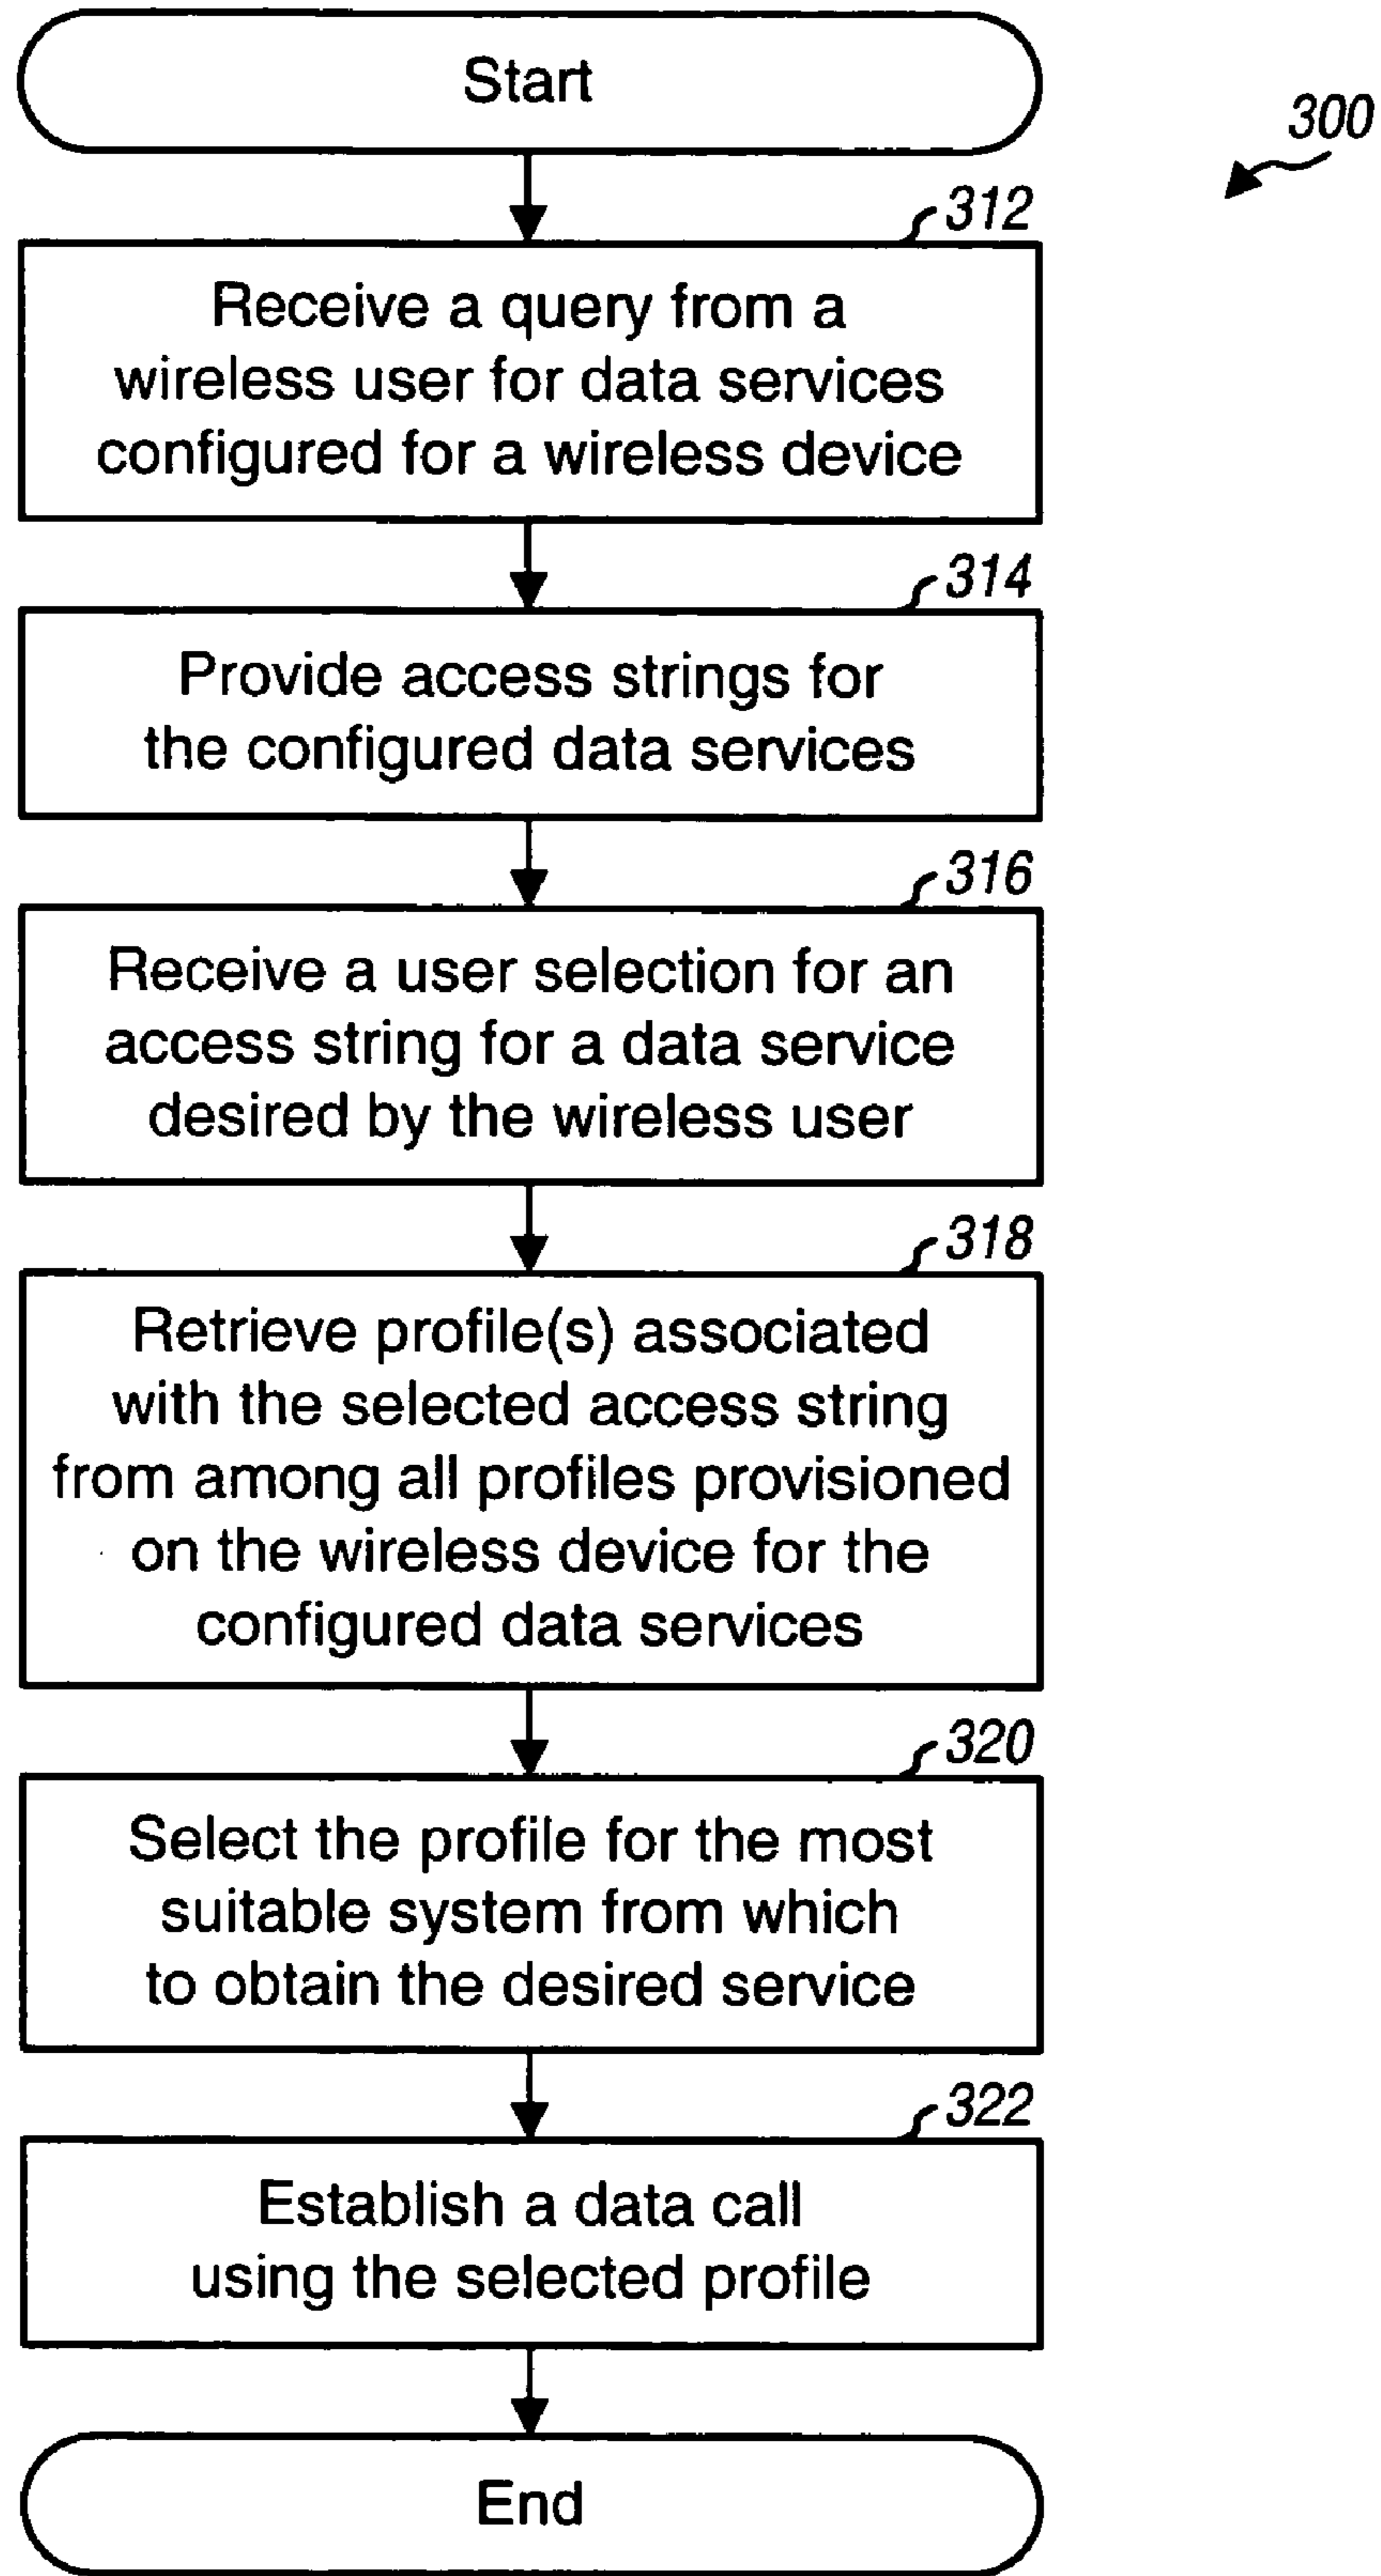 Start
300
312
Receive a query from a
wireless user for data services
configured for a wireless device
314
Provide access strings for
the configured data services
316
Receive a user selection for an
access string for a data service
desired by the wireless user
318
Retrieve profile(s) associated
with the selected access string
from among all profiles provisioned
on the wireless device for the
configured data services
320
Select the profile for the most
suitable system from which
to obtain the desired service
322
Establish a data call
using the selected profile
End